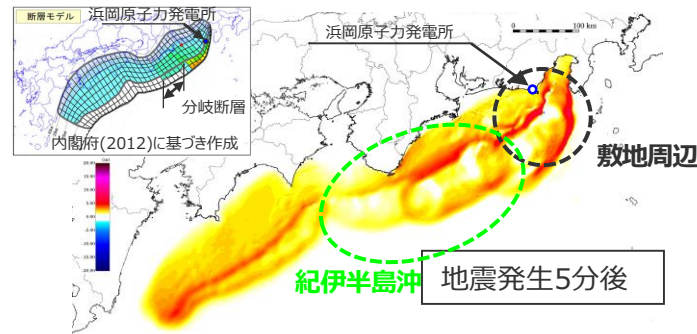 断層モデル
浜岡原子力発電所
分岐断層
内閣府(2012)に基づき作成
浜岡原子力発電所
0 100 km
敷地周辺
紀伊半島沖
地震発生5分後